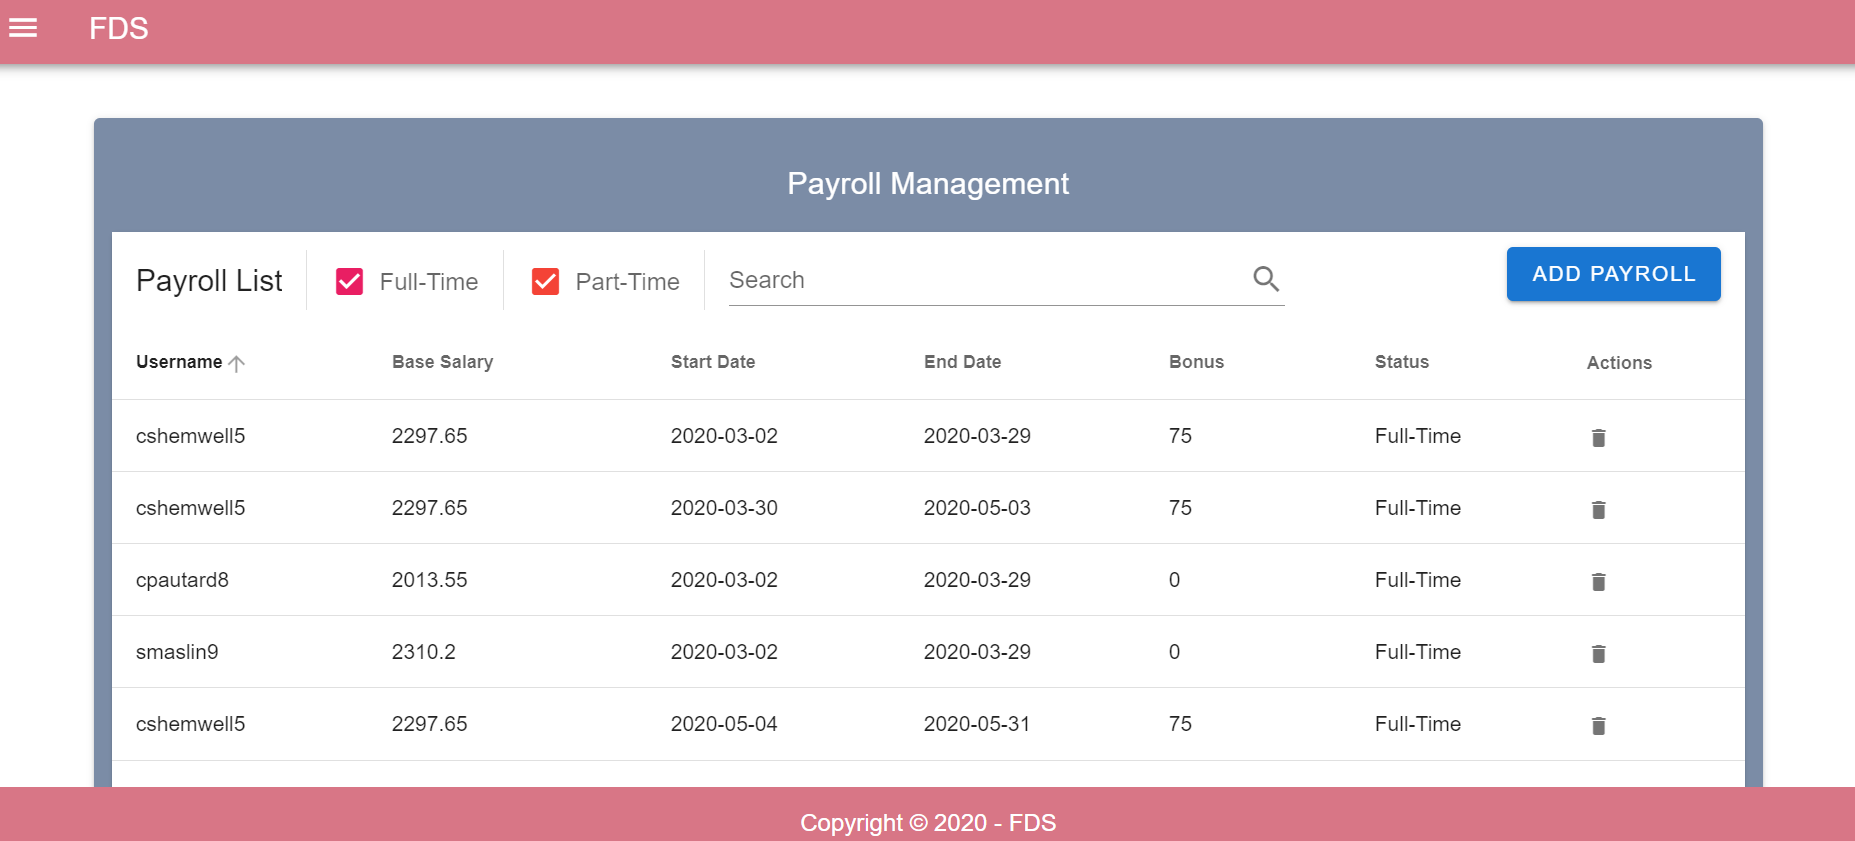 FDS
Payroll Management
Payroll List Full-Time Part-Time Search ADD PAYROLL
Username Base Salary Start Date End Date Bonus Status Actions
cshemwell5 2297.65 2020-03-02 2020-03-29 75 Full-Time
cshemwell5 2297.65 2020-03-30 2020-05-03 75 Full-Time
cpautard8 2013.55 2020-03-02 2020-03-29 0 Full-Time
smaslin9 2310.2 2020-03-02 2020-03-29 0 Full-Time
cshemwell5 2297.65 2020-05-04 2020-05-31 75 Full-Time
Copyright © 2020 - FDS